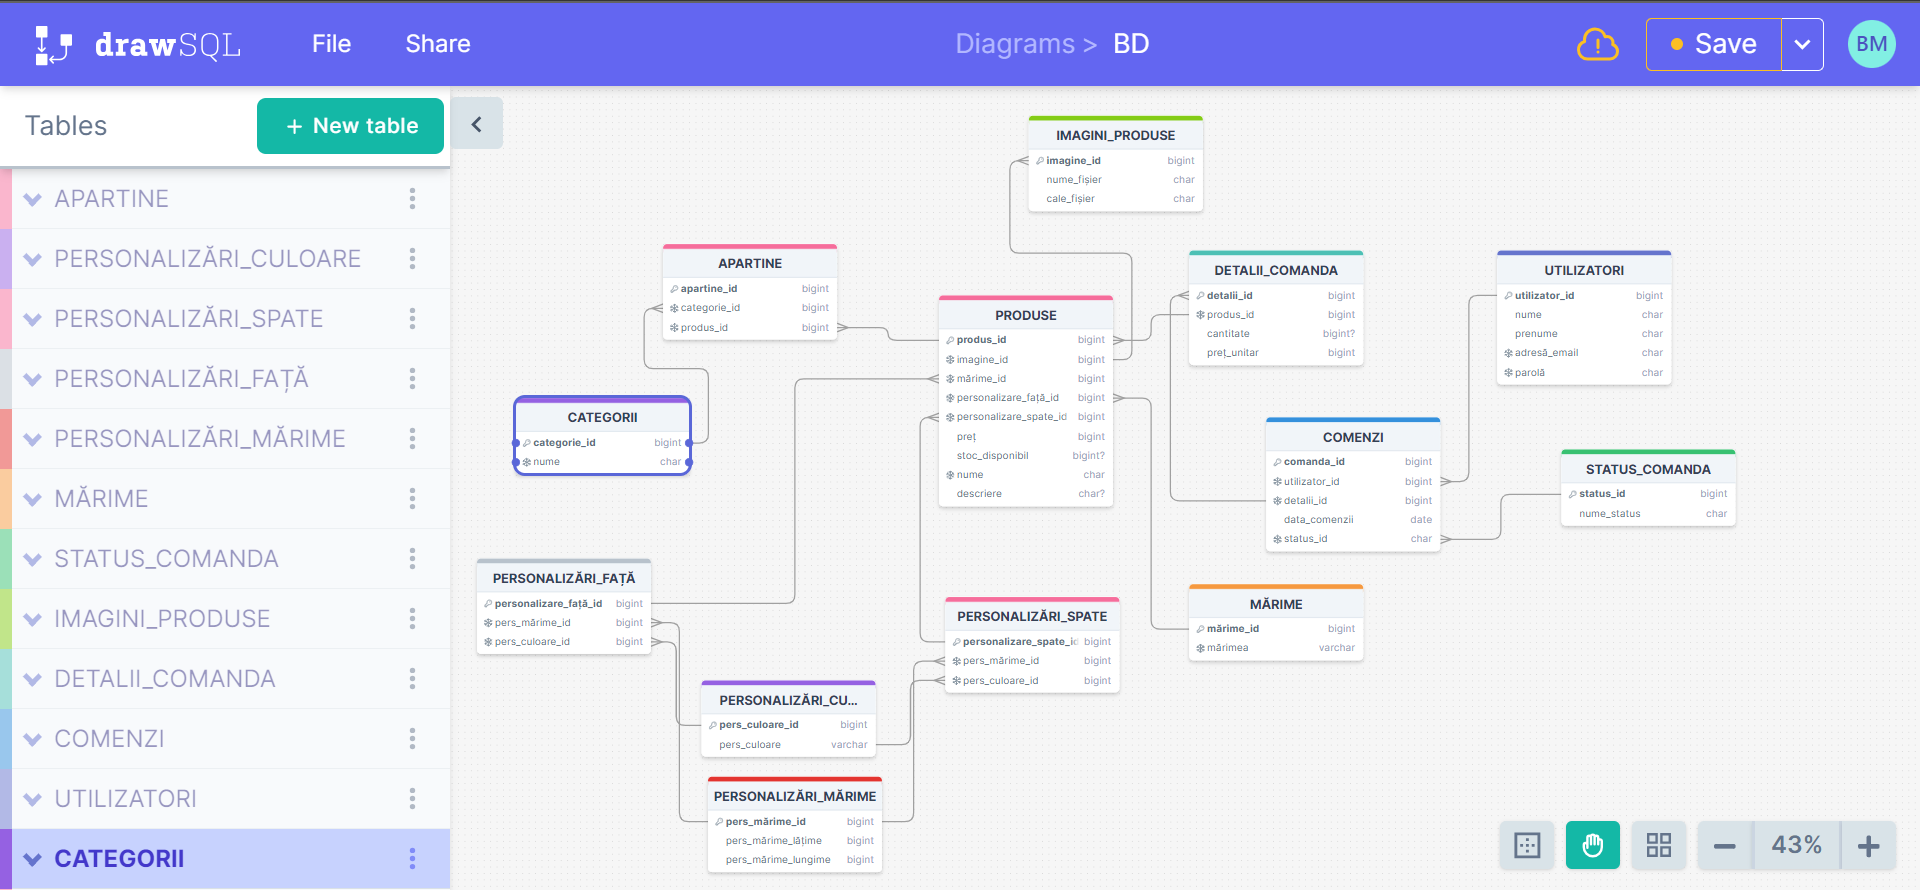 drawSQL
File
Share
Diagrams > BD
Save
BM
Tables
+ New table
APARTINE
PERSONALIZĂRI_CULOARE
PERSONALIZĂRI_SPATE
PERSONALIZĂRI_FAȚĂ
PERSONALIZĂRI_MĂRIME
MĂRIME
STATUS_COMANDA
IMAGINI_PRODUSE
DETALII_COMANDA
COMENZI
UTILIZATORI
CATEGORII
IMAGINI_PRODUSE
imagine_id bigint
nume_fișier char
cale_fișier char
APARTINE
apartine_id bigint
categorie_id bigint
produs_id bigint
DETALII_COMANDA
detalii_id bigint
produs_id bigint
cantitate bigint?
preț_unitar bigint
UTILIZATORI
utilizator_id bigint
nume char
prenume char
adresă_email char
parolă char
PRODUSE
produs_id bigint
imagine_id bigint
mărime_id bigint
personalizare_față_id bigint
personalizare_spate_id bigint
preț bigint
stoc_disponibil bigint?
nume char
descriere char?
CATEGORII
categorie_id bigint
nume char
COMENZI
comanda_id bigint
utilizator_id bigint
detalii_id bigint
data_comenzii date
status_id char
STATUS_COMANDA
status_id bigint
nume_status char
PERSONALIZĂRI_FAȚĂ
personalizare_față_id bigint
pers_mărime_id bigint
pers_culoare_id bigint
PERSONALIZĂRI_SPATE
personalizare_spate_ic bigint
pers_mărime_id bigint
pers_culoare_id bigint
MĂRIME
mărime_id bigint
mărimea varchar
PERSONALIZĂRI_CU...
pers_culoare_id bigint
pers_culoare varchar
PERSONALIZĂRI_MĂRIME
pers_mărime_id bigint
pers_mărime_lățime bigint
pers_mărime_lungime bigint
43%